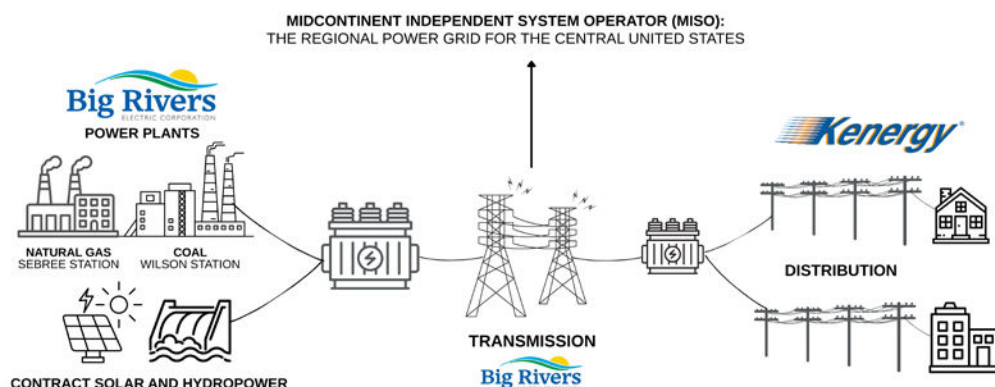 MIDCONTINENT INDEPENDENT SYSTEM OPERATOR (MISO):
THE REGIONAL POWER GRID FOR THE CENTRAL UNITED STATES
Big Rivers
ELECTRIC CORPORATION
POWER PLANTS
Kenergy®
NATURAL GAS
SEBREE STATION
COAL
WILSON STATION
DISTRIBUTION
TRANSMISSION
Big Rivers
CONTRACT SOLAR AND HYDROPOWER